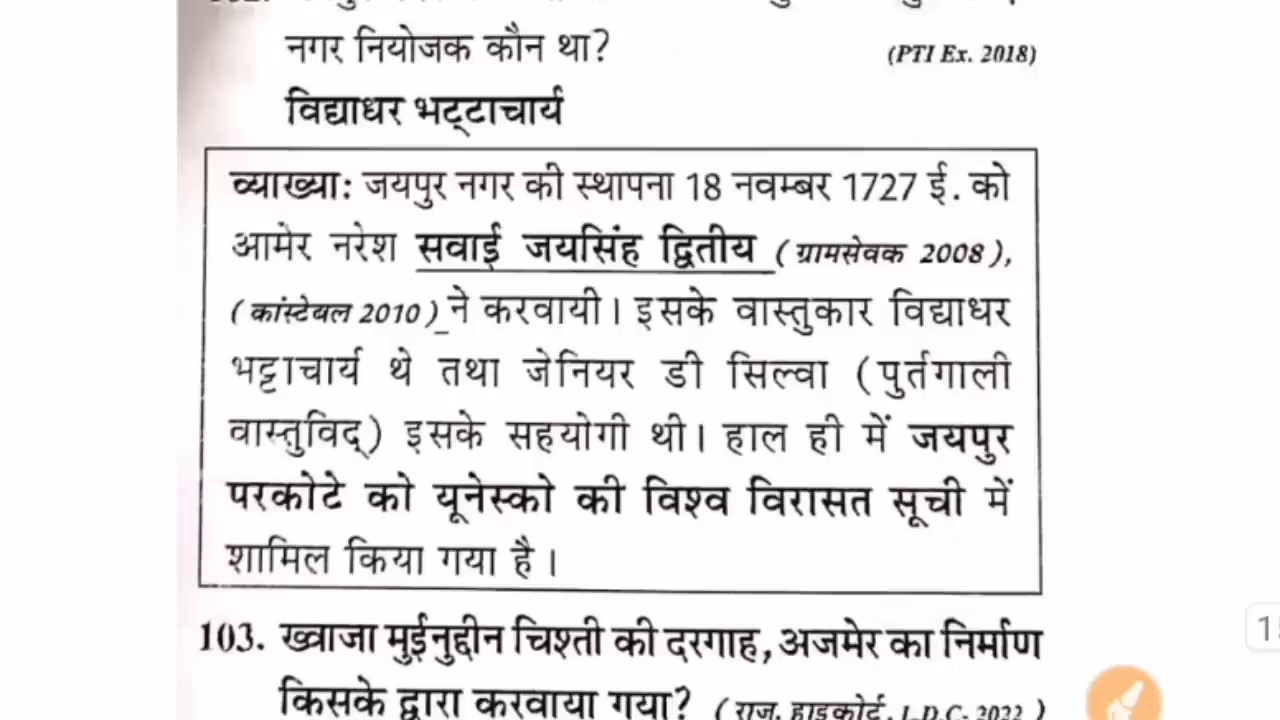 नगर नियोजक कौन था? (PTI Ex. 2018)
विद्याधर भट्टाचार्य
व्याख्या: जयपुर नगर की स्थापना 18 नवम्बर 1727 ई. को
आमेर नरेश सवाई जयसिंह द्वितीय (ग्रामसेवक 2008),
(कांस्टेबल 2010) ने करवायी। इसके वास्तुकार विद्याधर
भट्टाचार्य थे तथा जेनियर डी सिल्वा (पुर्तगाली
वास्तुविद्) इसके सहयोगी थी। हाल ही में जयपुर
परकोटे को यूनेस्को की विश्व विरासत सूची में
शामिल किया गया है।
103. ख्वाजा मुईनुद्दीन चिश्ती की दरगाह, अजमेर का निर्माण
किसके द्वारा करवाया गया? (राज. हाइकोर्ट, L.D.C. 2022)